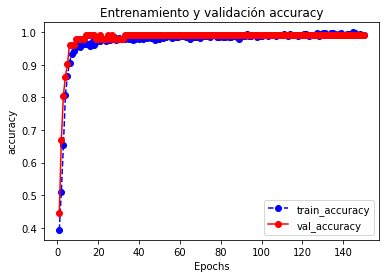 Entrenamiento y validación accuracy
accuracy
1.0
0.9
0.8
0.7
0.6
0.5
0.4
train_accuracy
val_accuracy
0 20 40 60 80 100 120 140
Epochs